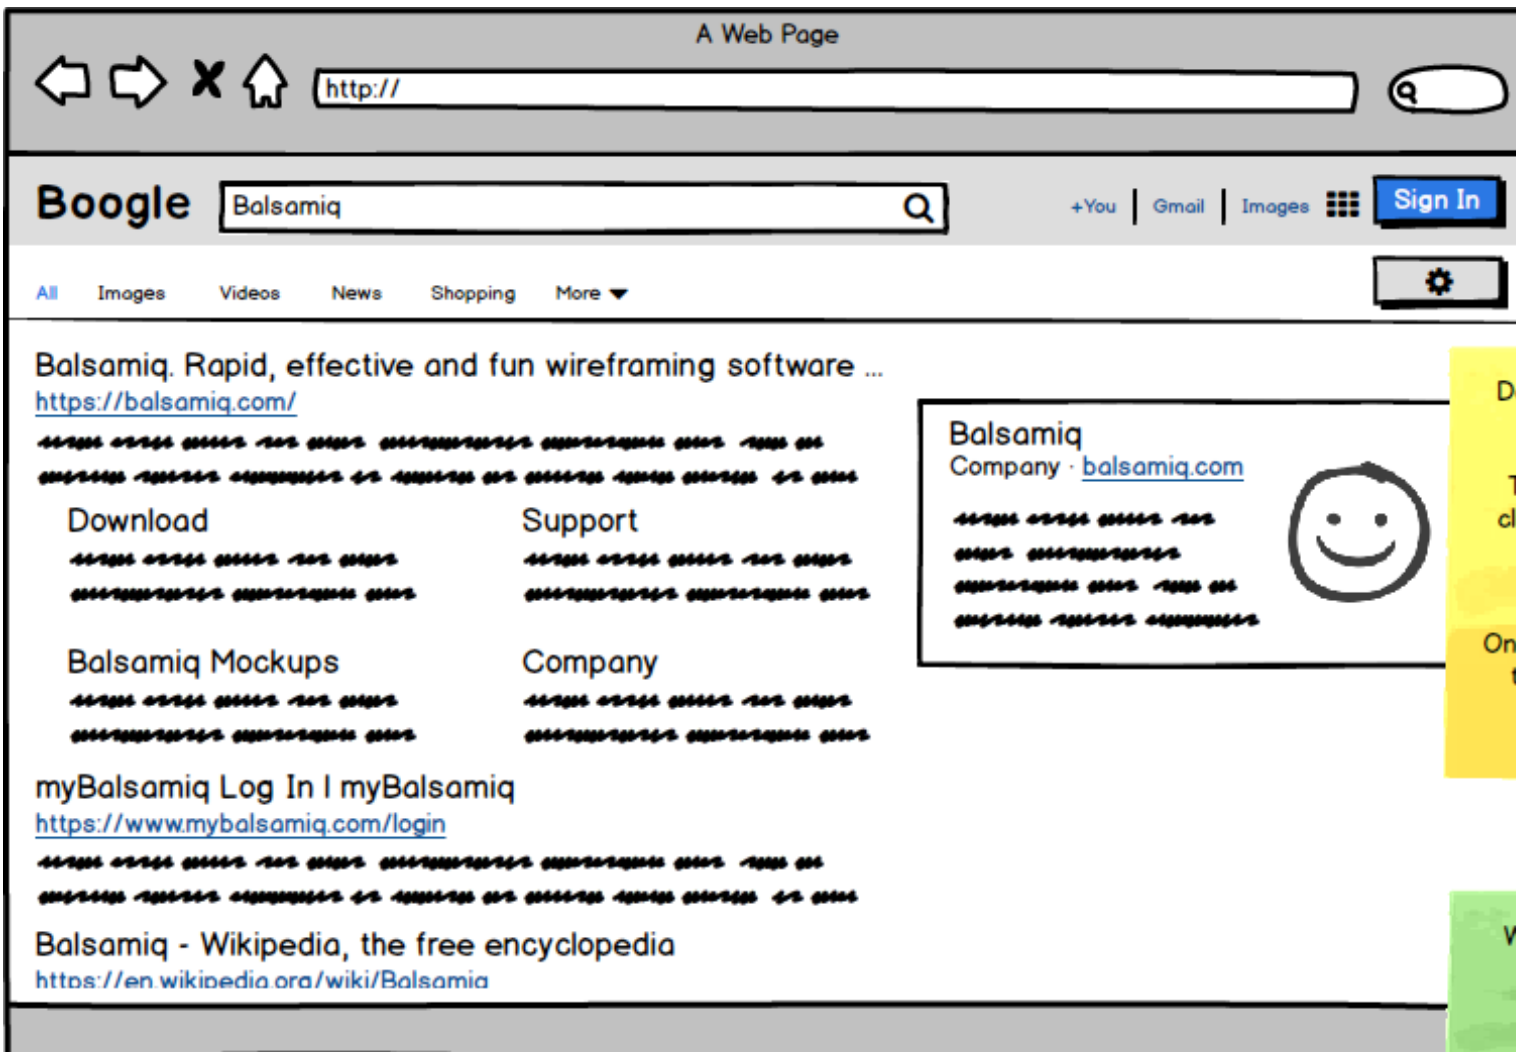 A Web Page
http://
Boogle
Balsamiq
+You
Gmail
Images
Sign In
All
Images
Videos
News
Shopping
More
Balsamiq. Rapid, effective and fun wireframing software ...
https://balsamiq.com/
Download
Support
Balsamiq Mockups
Company
myBalsamiq Log In | myBalsamiq
https://www.mybalsamiq.com/login
Balsamiq - Wikipedia, the free encyclopedia
https://en.wikipedia.org/wiki/Balsamiq
Balsamiq
Company · balsamiq.com
On